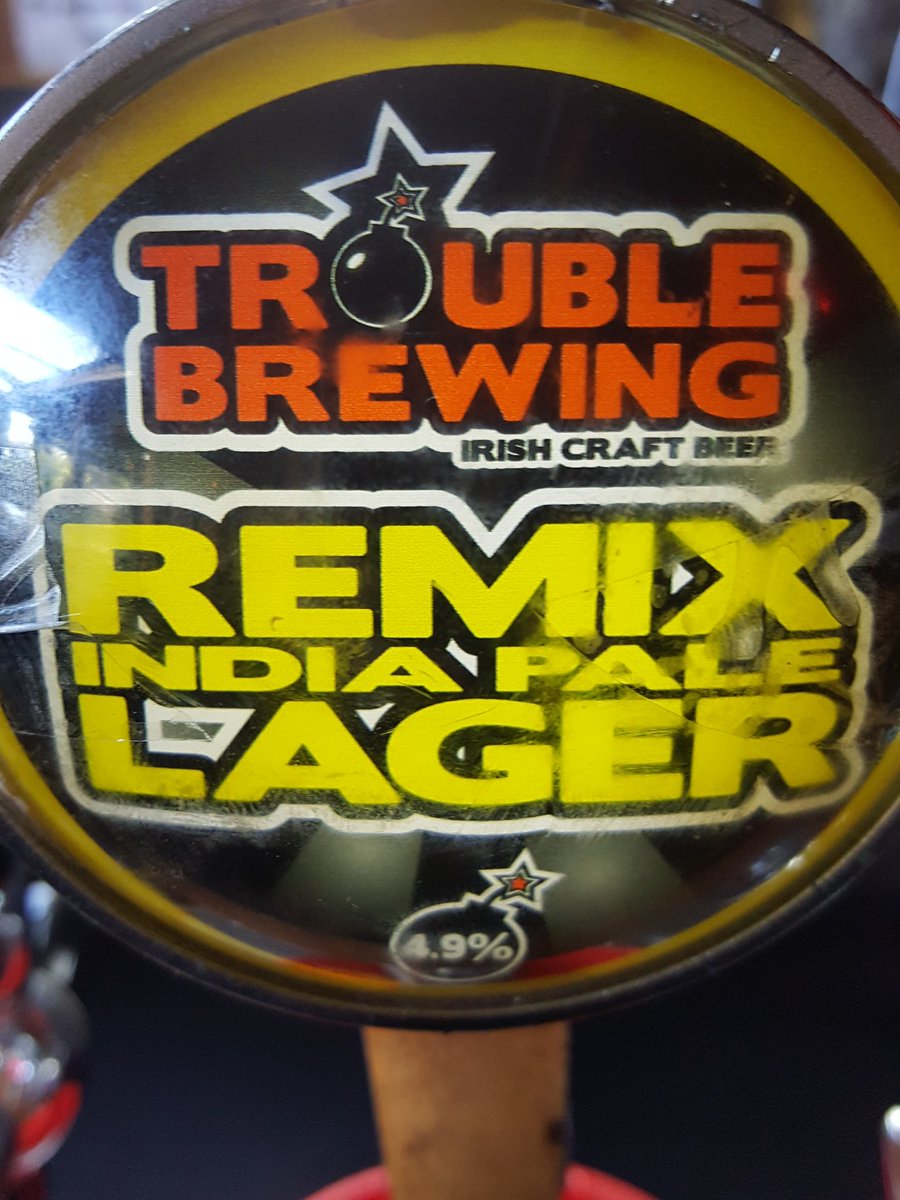 TROUBLE
BREWING
IRISH CRAFT BEER
REMIX
INDIA PALE
LAGER
4.9%